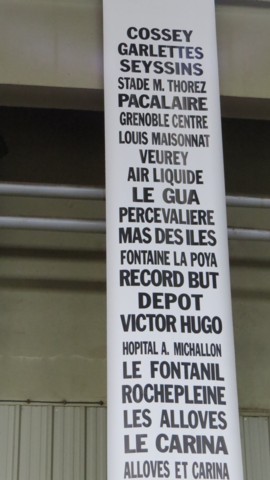 COSSEY
GARLETTES
SEYSSINS
STADE M. THOREZ
PACALAIRE
GRENOBLE CENTRE
LOUIS MAISONNAT
VEUREY
AIR LIQUIDE
LE GUA
PERCEVALIERE
MAS DES ILES
FONTAINE LA POYA
RECORD BUT
DEPOT
VICTOR HUGO
HOPITAL A. MICHALLON
LE FONTANIL
ROCHEPLEINE
LES ALLOVES
LE CARINA
ALLOVES ET CARINA